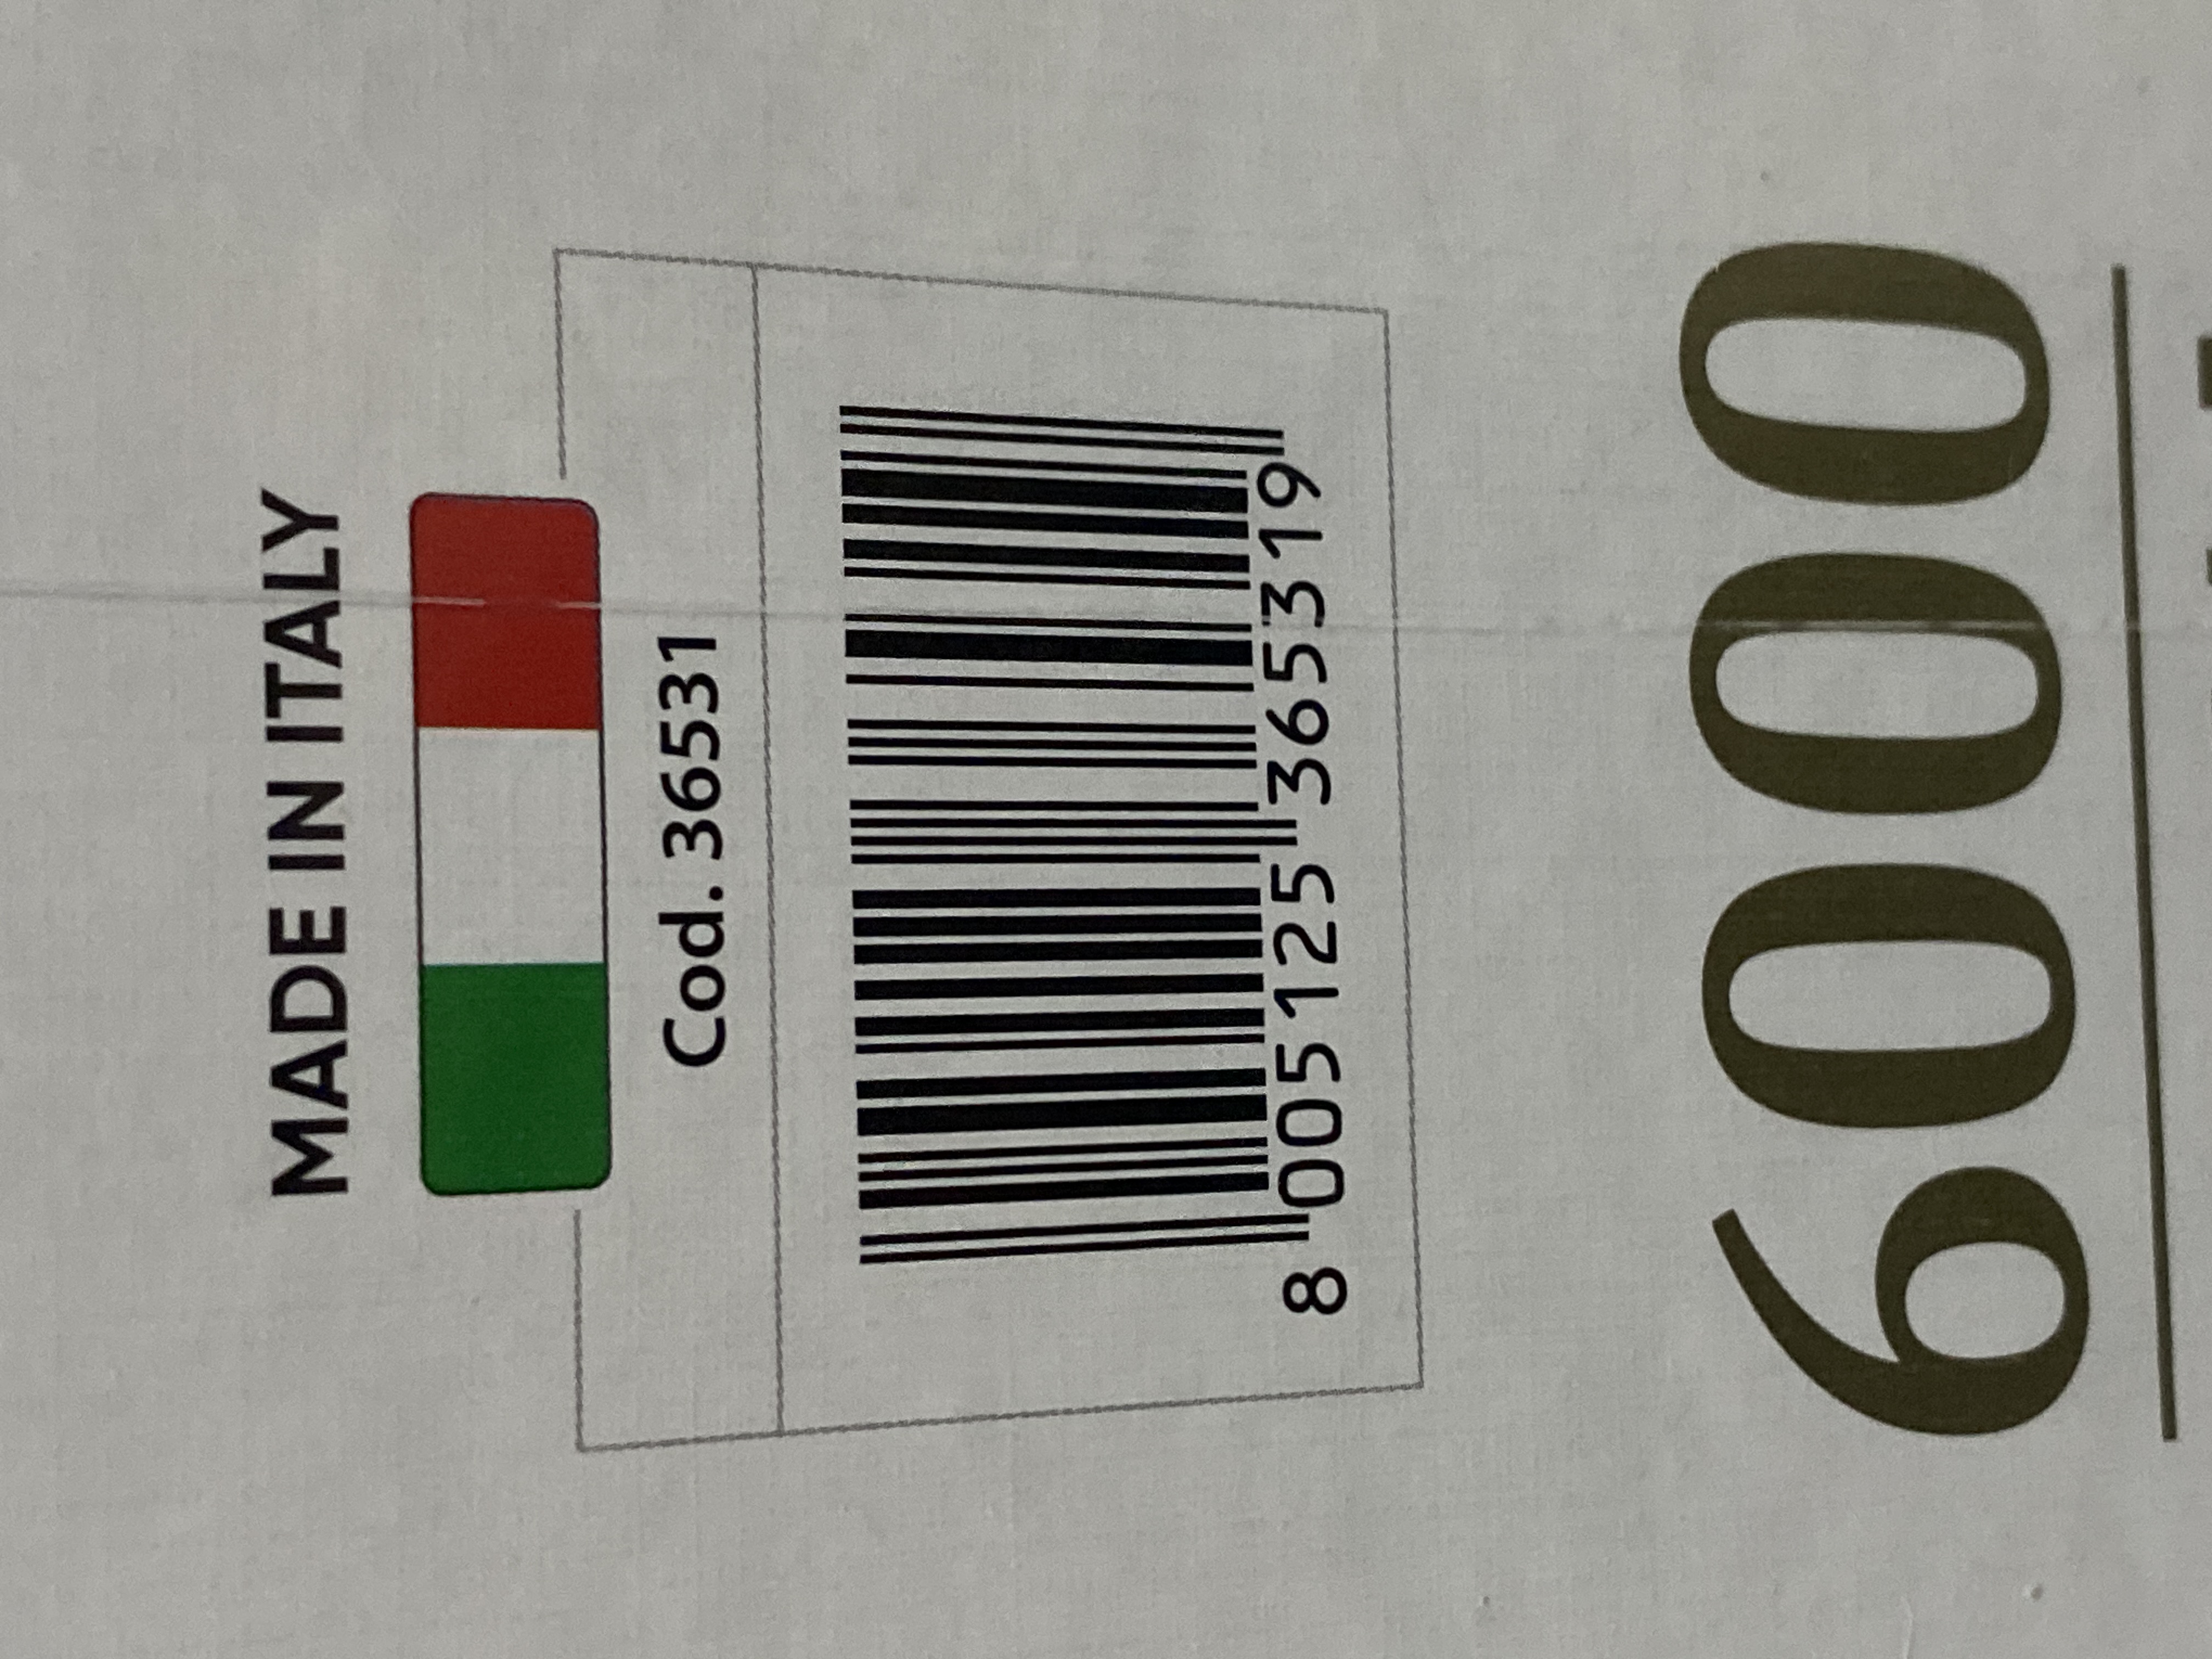 MADE IN ITALY
Cod. 36531
8 005125 365319
6000